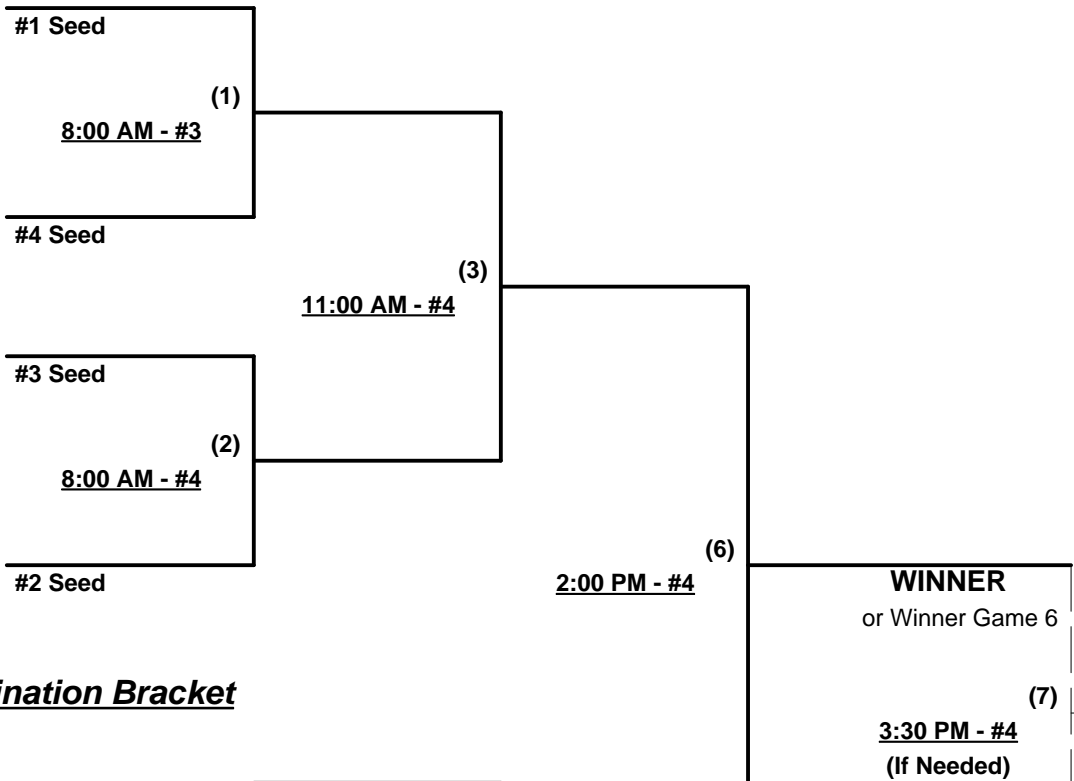 #1 Seed
(1)
8:00 AM - #3
#4 Seed
(3)
11:00 AM - #4
#3 Seed
(2)
8:00 AM - #4
#2 Seed
(6)
2:00 PM - #4
WINNER
or Winner Game 6
Bracket
(7)
3:30 PM - #4
(If Needed)